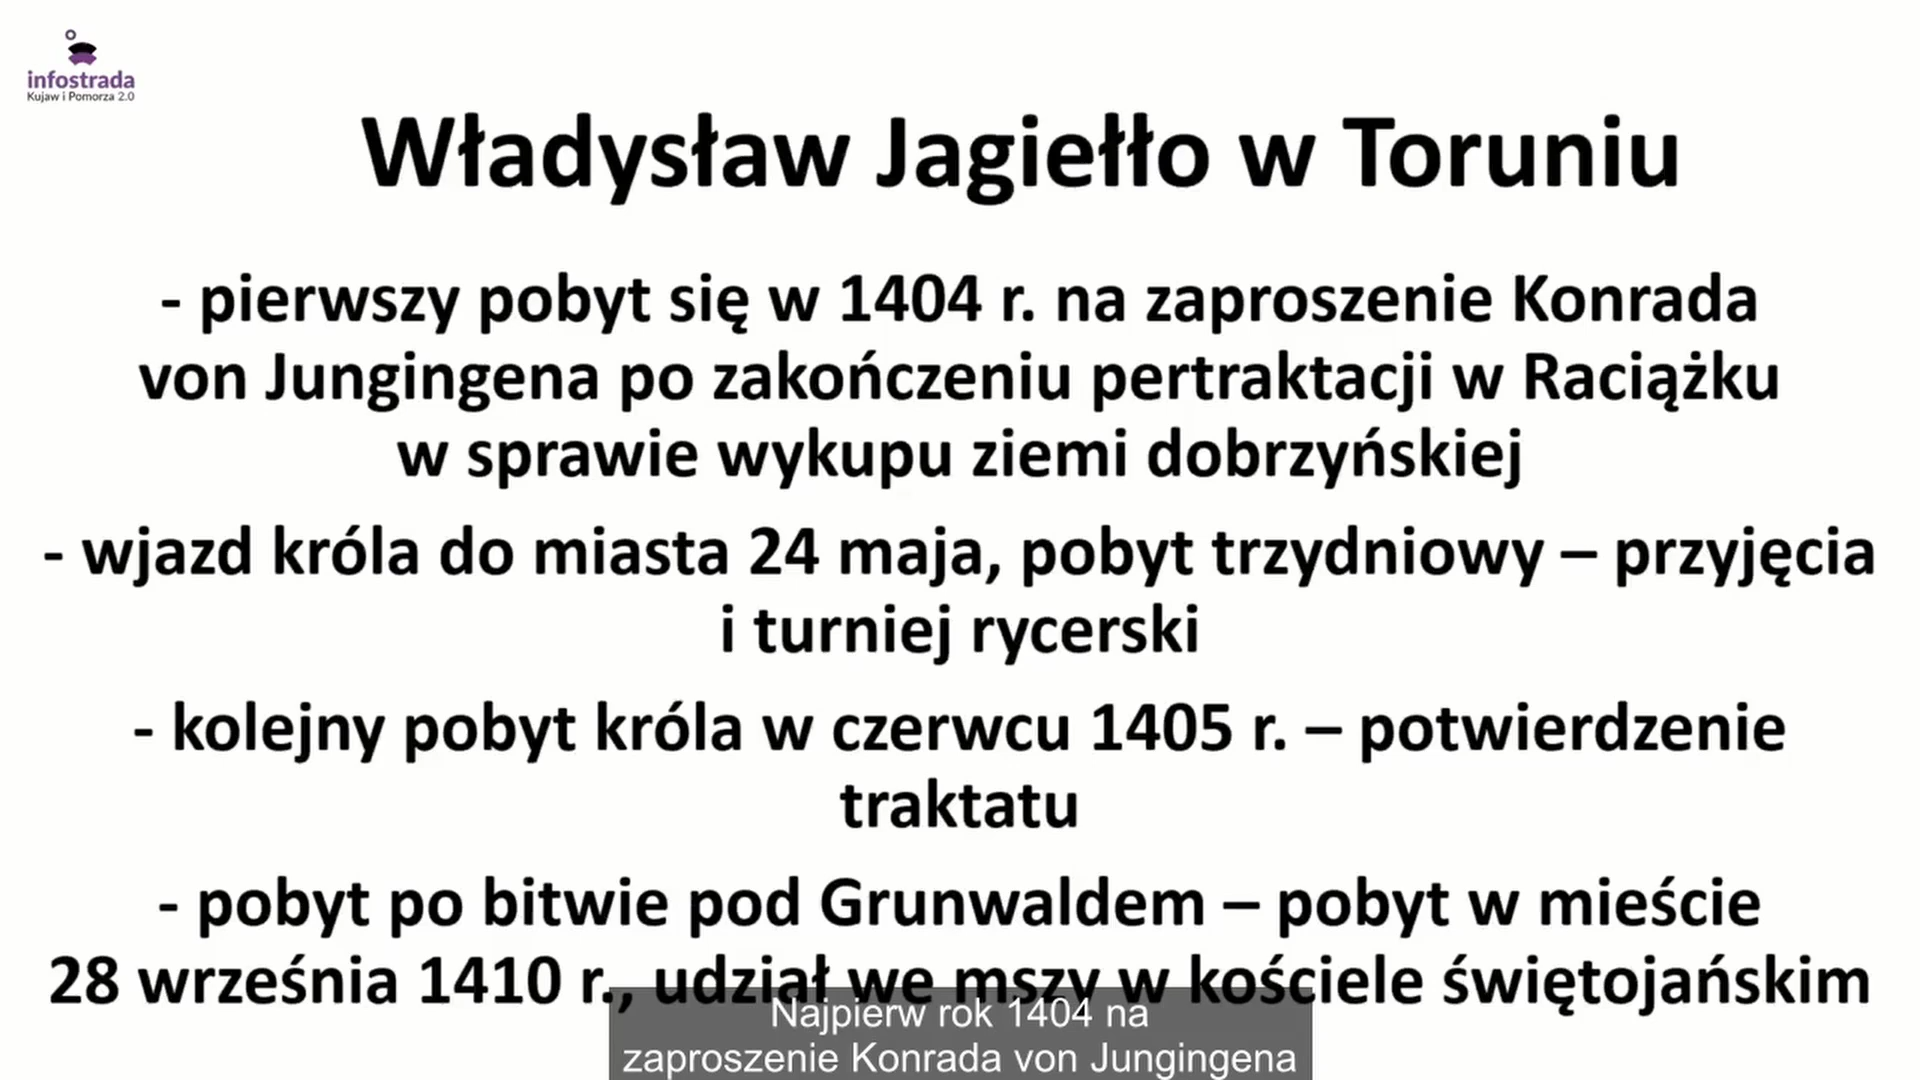 infostrada
Kujaw i Pomorza 2.0
Władysław Jagiełło w Toruniu
- pierwszy pobyt się w 1404 r. na zaproszenie Konrada
von Jungingena po zakończeniu pertraktacji w Raciążku
w sprawie wykupu ziemi dobrzyńskiej
- wjazd króla do miasta 24 maja, pobyt trzydniowy – przyjęcia
i turniej rycerski
- kolejny pobyt króla w czerwcu 1405 r. – potwierdzenie
traktatu
- pobyt po bitwie pod Grunwaldem – pobyt w mieście
28 września 1410 r., udział we mszy w kościele świętojańskim
Najpierw rok 1404 na
zaproszenie Konrada von Jungingena